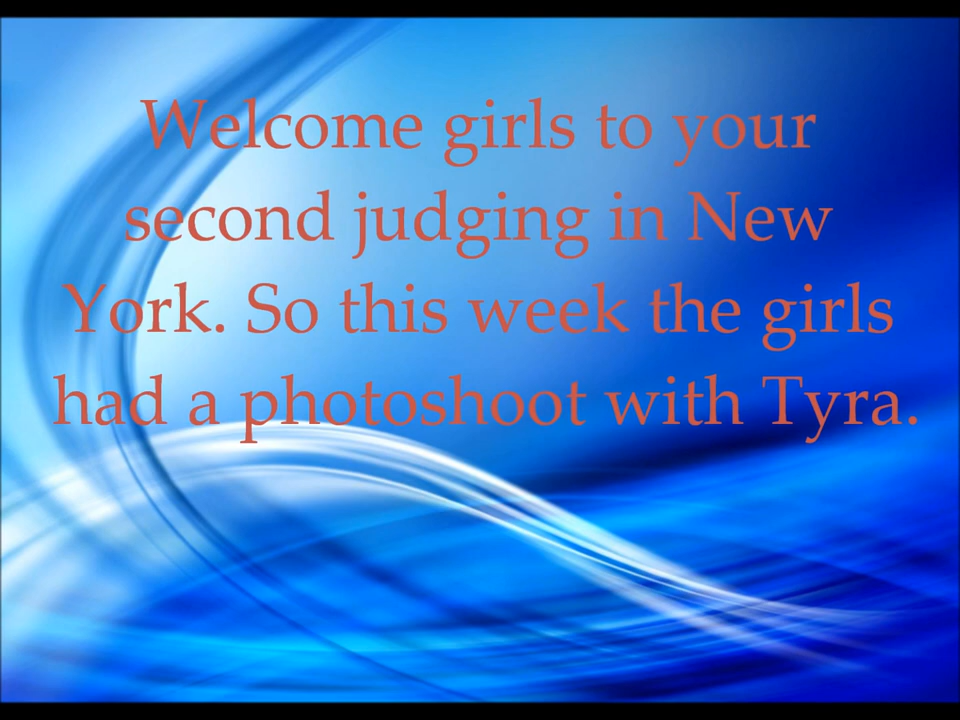 Welcome girls to your
second judging in New
York. So this week the girls
had a photoshoot with Tyra.